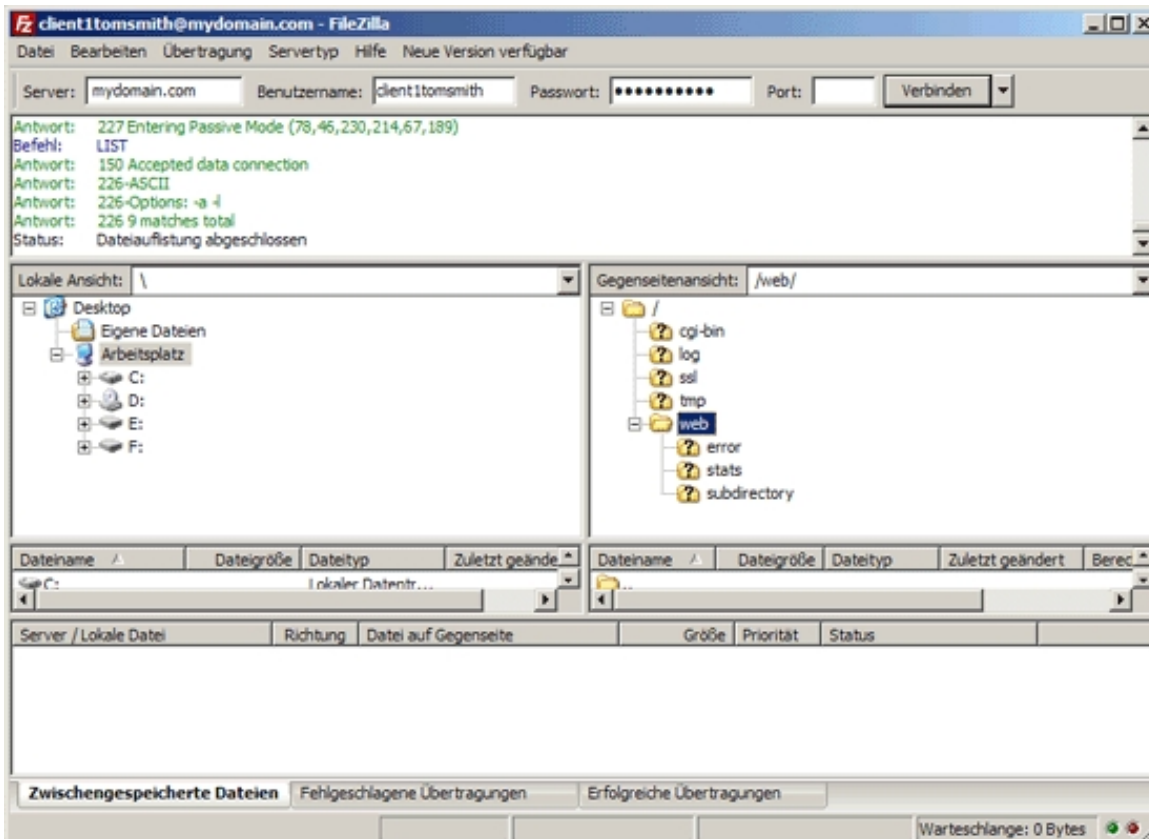 client1tomsmith@mydomain.com - FileZilla
Datei Bearbeiten Übertragung Servertyp Hilfe Neue Version verfügbar
Server: mydomain.com Benutzername: client1tomsmith Passwort: ●●●●●●●●●● Port: Verbinden
Antwort: 227 Entering Passive Mode (78,46,230,214,67,189)
Befehl: LIST
Antwort: 150 Accepted data connection
Antwort: 226-ASCII
Antwort: 226-Options: -a -l
Antwort: 226 9 matches total
Status: Dateiauflistung abgeschlossen
Lokale Ansicht: \
Desktop
Eigene Dateien
Arbeitsplatz
C:
D:
E:
F:
Dateiname Dateigröße Dateityp Zuletzt geände
C: Lokaler Datentr...
Gegenseitenansicht: /web/
/
cgi-bin
log
ssl
tmp
web
error
stats
subdirectory
Dateiname Dateigröße Dateityp Zuletzt geändert Berec
..
Server / Lokale Datei Richtung Datei auf Gegenseite Größe Priorität Status
Zwischengespeicherte Dateien Fehlgeschlagene Übertragungen Erfolgreiche Übertragungen
Warteschlange: 0 Bytes